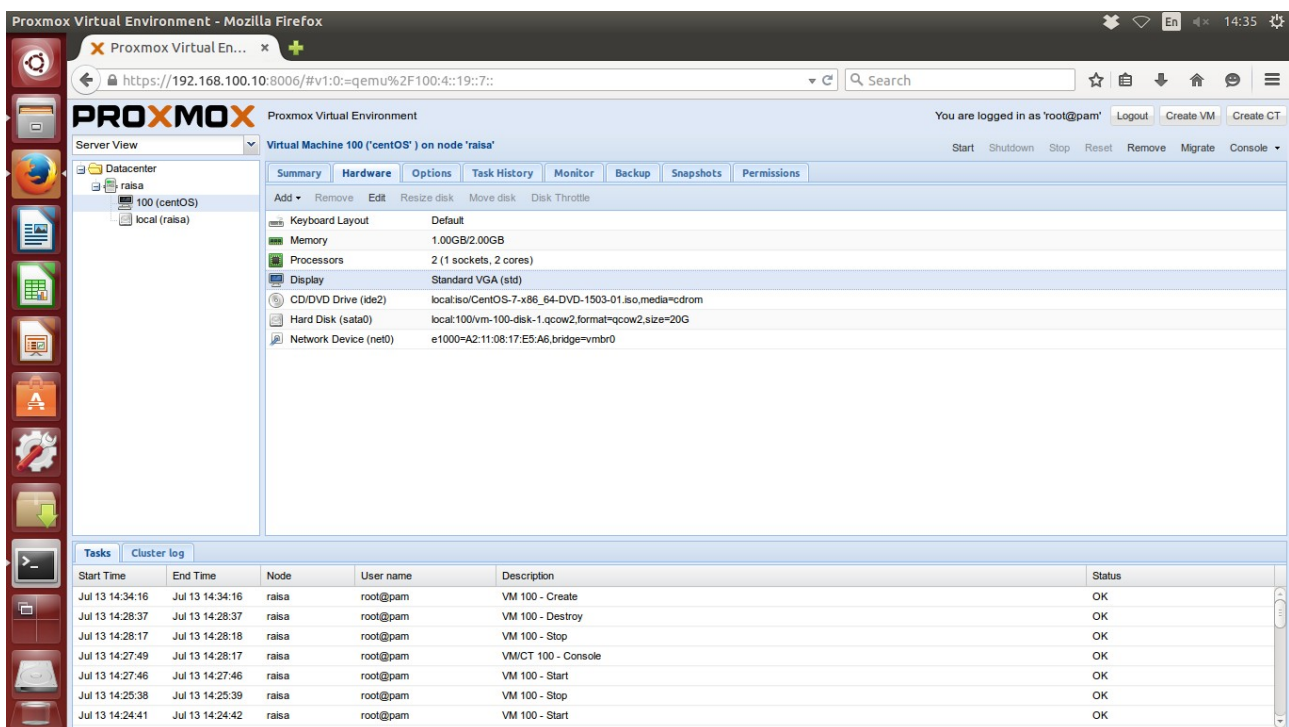 Proxmox Virtual Environment - Mozilla Firefox
En
14:35
Proxmox Virtual En...
https://192.168.100.10:8006/#v1:0:=qemu%2F100:4::19::7::
Search
PROXMOX
Proxmox Virtual Environment
You are logged in as 'root@pam'
Logout
Create VM
Create CT
Server View
Virtual Machine 100 ('centOS' ) on node 'raisa'
Start Shutdown Stop Reset Remove Migrate Console
Datacenter
raisa
100 (centOS)
local (raisa)
Summary Hardware Options Task History Monitor Backup Snapshots Permissions
Add Remove Edit Resize disk Move disk Disk Throttle
Keyboard Layout Default
Memory 1.00GB/2.00GB
Processors 2 (1 sockets, 2 cores)
Display Standard VGA (std)
CD/DVD Drive (ide2) local:iso/CentOS-7-x86_64-DVD-1503-01.iso,media=cdrom
Hard Disk (sata0) local:100/vm-100-disk-1.qcow2,format=qcow2,size=20G
Network Device (net0) e1000=A2:11:08:17:E5:A6,bridge=vmbr0
Tasks Cluster log
Start Time End Time Node User name Description Status
Jul 13 14:34:16 Jul 13 14:34:16 raisa root@pam VM 100 - Create OK
Jul 13 14:28:37 Jul 13 14:28:37 raisa root@pam VM 100 - Destroy OK
Jul 13 14:28:17 Jul 13 14:28:18 raisa root@pam VM 100 - Stop OK
Jul 13 14:27:49 Jul 13 14:28:17 raisa root@pam VM/CT 100 - Console OK
Jul 13 14:27:46 Jul 13 14:27:46 raisa root@pam VM 100 - Start OK
Jul 13 14:25:38 Jul 13 14:25:39 raisa root@pam VM 100 - Stop OK
Jul 13 14:24:41 Jul 13 14:24:42 raisa root@pam VM 100 - Start OK